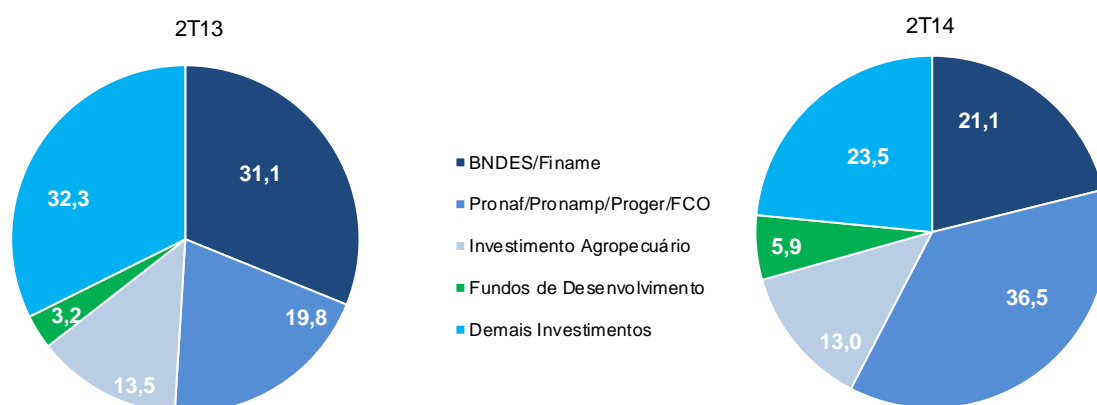 2T13
31,1
19,8
13,5
3,2
32,3
BNDES/Finame
Pronaf/Pronamp/Proger/FCO
Investimento Agropecuário
Fundos de Desenvolvimento
Demais Investimentos
2T14
21,1
36,5
13,0
5,9
23,5